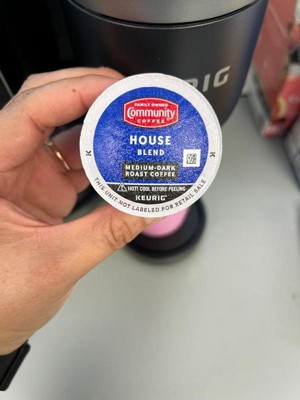 FAMILY OWNED
Community
COFFEE
HOUSE
BLEND
MEDIUM-DARK
ROAST COFFEE
HOT! COOL BEFORE PEELING
KEURIG
THIS UNIT NOT LABELED FOR RETAIL SALE
K
K
RIG